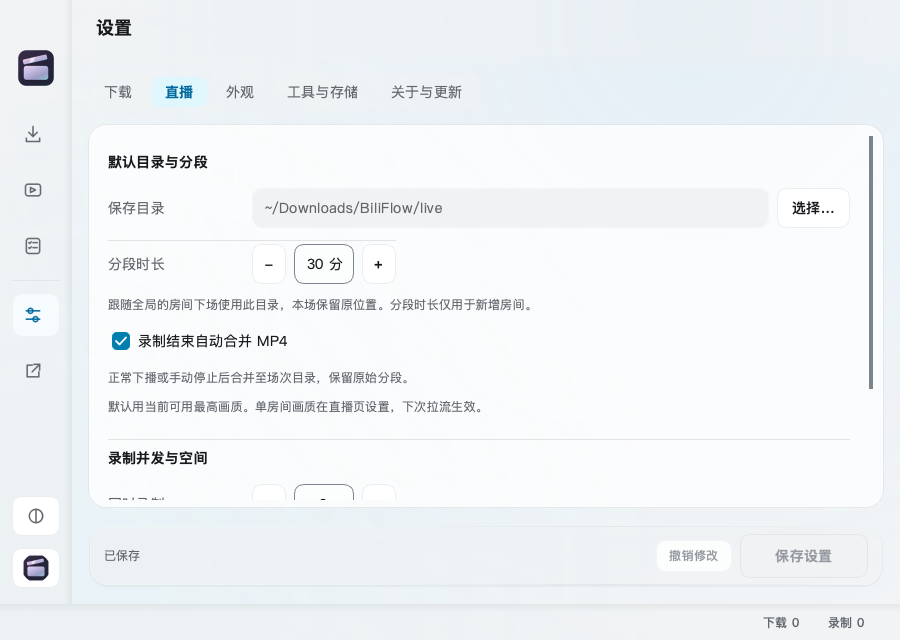 设置
下载 直播 外观 工具与存储 关于与更新
默认目录与分段
保存目录 ~/Downloads/BiliFlow/live 选择...
分段时长 − 30 分 +
跟随全局的房间下场使用此目录，本场保留原位置。分段时长仅用于新增房间。
录制结束自动合并 MP4
正常下播或手动停止后合并至场次目录，保留原始分段。
默认用当前可用最高画质。单房间画质在直播页设置，下次拉流生效。
录制并发与空间
已保存 撤销修改 保存设置
下载 0 录制 0